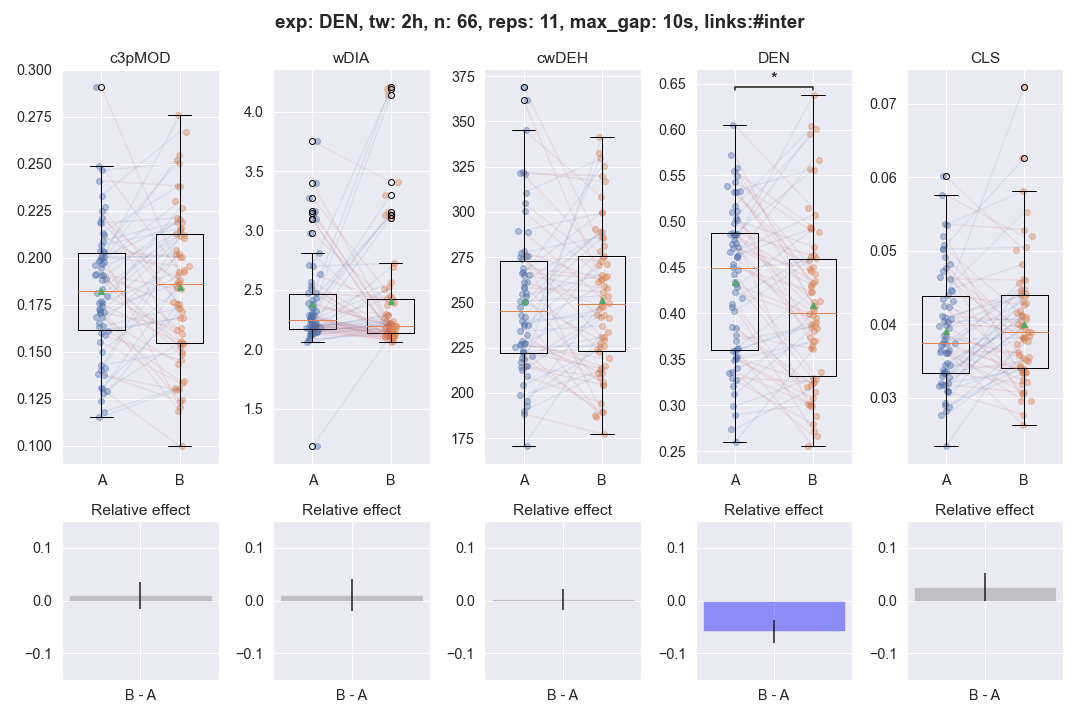 exp: DEN, tw: 2h, n: 66, reps: 11, max_gap: 10s, links:#inter
c3pMOD
0.300
0.275
0.250
0.225
0.200
0.175
0.150
0.125
0.100
A B
wDIA
4.0
3.5
3.0
2.5
2.0
1.5
A B
cwDEH
375
350
325
300
275
250
225
200
175
A B
DEN
*
0.65
0.60
0.55
0.50
0.45
0.40
0.35
0.30
0.25
A B
CLS
0.07
0.06
0.05
0.04
0.03
A B
Relative effect
0.1
0.0
−0.1
B - A
Relative effect
0.1
0.0
−0.1
B - A
Relative effect
0.1
0.0
−0.1
B - A
Relative effect
0.1
0.0
−0.1
B - A
Relative effect
0.1
0.0
−0.1
B - A